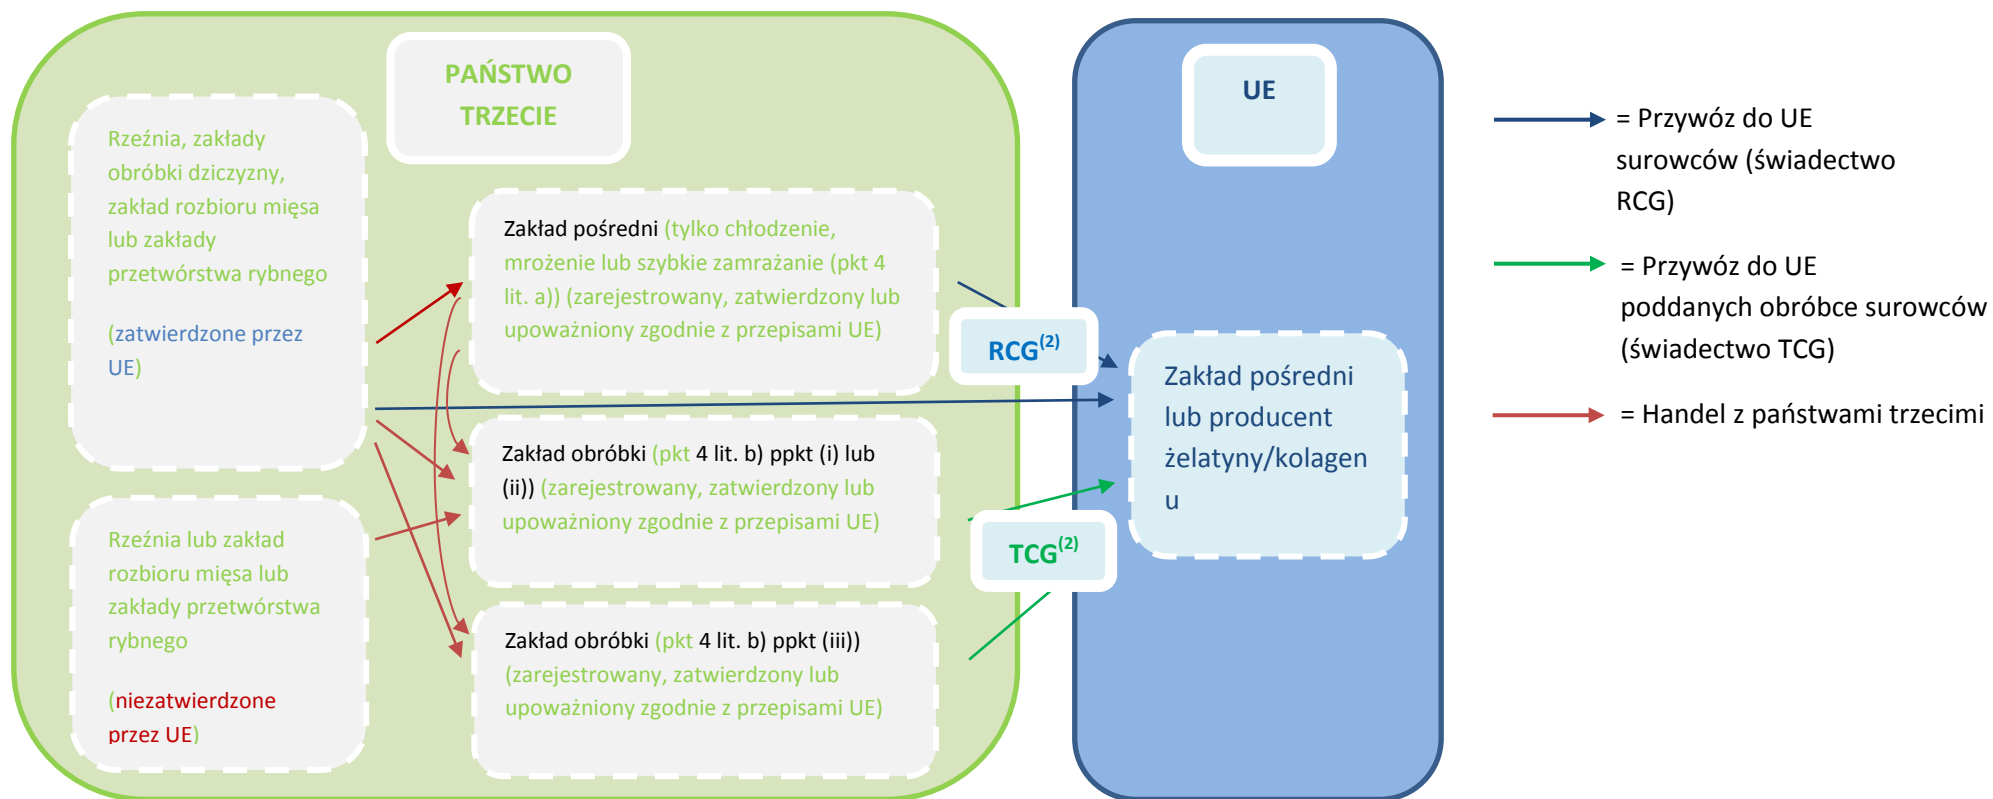 PAŃSTWO
TRZECIE
Rzeźnia, zakłady
obróbki dziczyzny,
zakład rozbioru mięsa
lub zakłady
przetwórstwa rybnego
(zatwierdzone przez
UE)
Rzeźnia lub zakład
rozbioru mięsa lub
zakłady przetwórstwa
rybnego
(niezatwierdzone
przez UE)
Zakład pośredni (tylko chłodzenie,
mrożenie lub szybkie zamrażanie (pkt 4
lit. a)) (zarejestrowany, zatwierdzony lub
upoważniony zgodnie z przepisami UE)
Zakład obróbki (pkt 4 lit. b) ppkt (i) lub
(ii)) (zarejestrowany, zatwierdzony lub
upoważniony zgodnie z przepisami UE)
Zakład obróbki (pkt 4 lit. b) ppkt (iii))
(zarejestrowany, zatwierdzony lub
upoważniony zgodnie z przepisami UE)
RCG(2)
TCG(2)
UE
Zakład pośredni
lub producent
żelatyny/kolagen
u
= Przywóz do UE
surowców (świadectwo
RCG)
= Przywóz do UE
poddanych obróbce surowców
(świadectwo TCG)
= Handel z państwami trzecimi